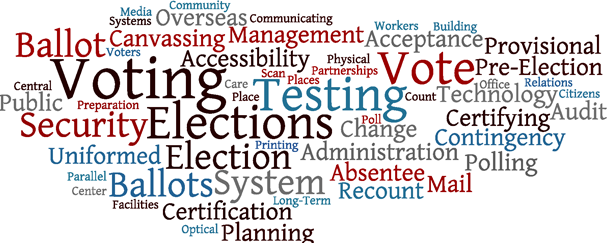 Media Community
Systems Overseas Communicating
Workers Building
Ballot Canvassing Management Acceptance Provisional
Voters Accessibility Physical
Vote Pre-Election
Central Voting Care Scan Places Partnerships Office Relations
Public Preparation Place Testing Count Technology Citizens
Security Elections Poll Change Certifying Audit
Uniformed Election Printing Administration Contingency
Polling
Parallel Ballots System Absentee Mail
Center Recount
Facilities Certification Long-Term
Optical Planning